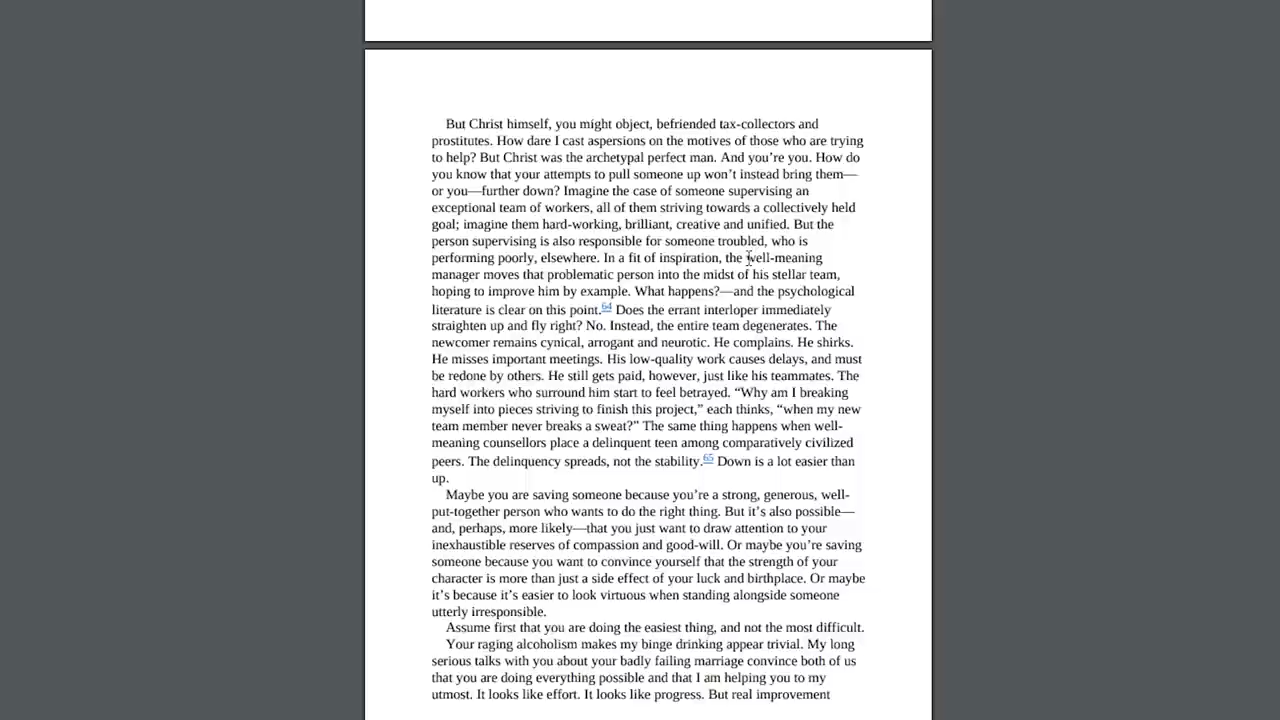 But Christ himself, you might object, befriended tax-collectors and
prostitutes. How dare I cast aspersions on the motives of those who are trying
to help? But Christ was the archetypal perfect man. And you’re you. How do
you know that your attempts to pull someone up won’t instead bring them—
or you—further down? Imagine the case of someone supervising an
exceptional team of workers, all of them striving towards a collectively held
goal; imagine them hard-working, brilliant, creative and unified. But the
person supervising is also responsible for someone troubled, who is
performing poorly, elsewhere. In a fit of inspiration, the well-meaning
manager moves that problematic person into the midst of his stellar team,
hoping to improve him by example. What happens?—and the psychological
literature is clear on this point.64 Does the errant interloper immediately
straighten up and fly right? No. Instead, the entire team degenerates. The
newcomer remains cynical, arrogant and neurotic. He complains. He shirks.
He misses important meetings. His low-quality work causes delays, and must
be redone by others. He still gets paid, however, just like his teammates. The
hard workers who surround him start to feel betrayed. “Why am I breaking
myself into pieces striving to finish this project,” each thinks, “when my new
team member never breaks a sweat?” The same thing happens when well-
meaning counsellors place a delinquent teen among comparatively civilized
peers. The delinquency spreads, not the stability.65 Down is a lot easier than
up.
Maybe you are saving someone because you’re a strong, generous, well-
put-together person who wants to do the right thing. But it’s also possible—
and, perhaps, more likely—that you just want to draw attention to your
inexhaustible reserves of compassion and good-will. Or maybe you’re saving
someone because you want to convince yourself that the strength of your
character is more than just a side effect of your luck and birthplace. Or maybe
it’s because it’s easier to look virtuous when standing alongside someone
utterly irresponsible.
Assume first that you are doing the easiest thing, and not the most difficult.
Your raging alcoholism makes my binge drinking appear trivial. My long
serious talks with you about your badly failing marriage convince both of us
that you are doing everything possible and that I am helping you to my
utmost. It looks like effort. It looks like progress. But real improvement